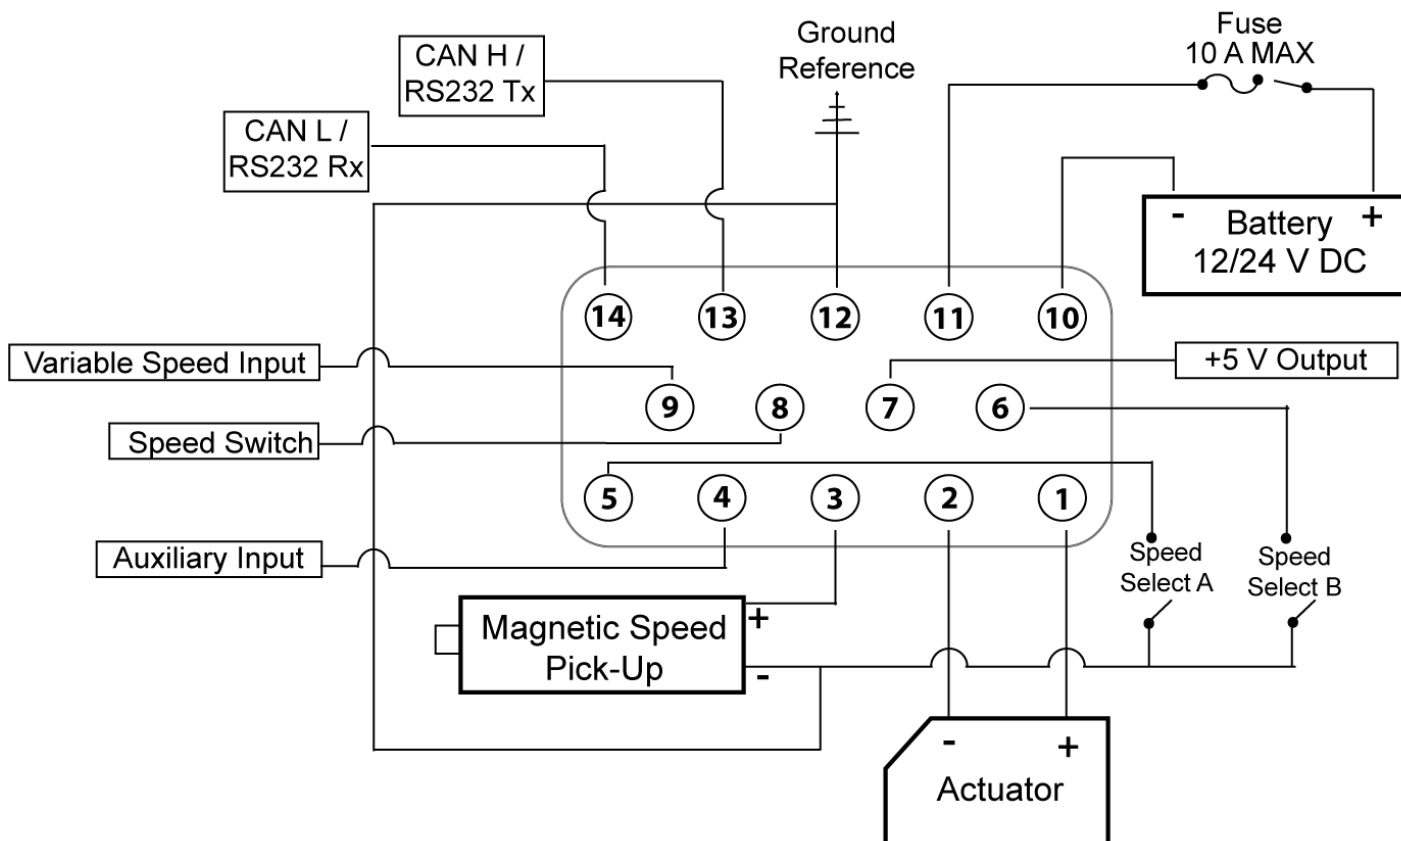 Fuse
10 A MAX
Ground
Reference
CAN H /
RS232 Tx
CAN L /
RS232 Rx
- Battery +
12/24 V DC
14 13 12 11 10
Variable Speed Input
+5 V Output
9 8 7 6
Speed Switch
5 4 3 2 1
Auxiliary Input
Speed
Select A
Speed
Select B
Magnetic Speed
Pick-Up
+
-
- +
Actuator